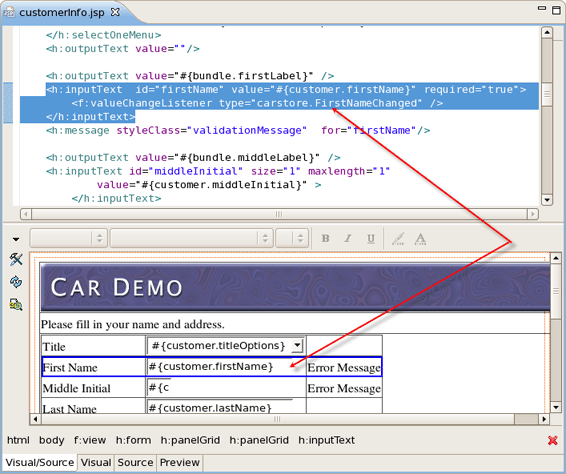 customerInfo.jsp
</h:selectOneMenu>
<h:outputText value=""/>
<h:outputText value="#{bundle.firstLabel}" />
<h:inputText  id="firstName" value="#{customer.firstName}" required="true">
<f:valueChangeListener type="carstore.FirstNameChanged" />
</h:inputText>
<h:message styleClass="validationMessage"  for="firstName"/>
<h:outputText value="#{bundle.middleLabel}" />
<h:inputText id="middleInitial" size="1" maxlength="1"
value="#{customer.middleInitial}" >
</h:inputText>
B I U A
CAR DEMO
Please fill in your name and address.
Title #{customer.titleOptions}
First Name #{customer.firstName} Error Message
Middle Initial #{c Error Message
Last Name #{customer.lastName}
html body f:view h:form h:panelGrid h:panelGrid h:inputText
Visual/Source Visual Source Preview